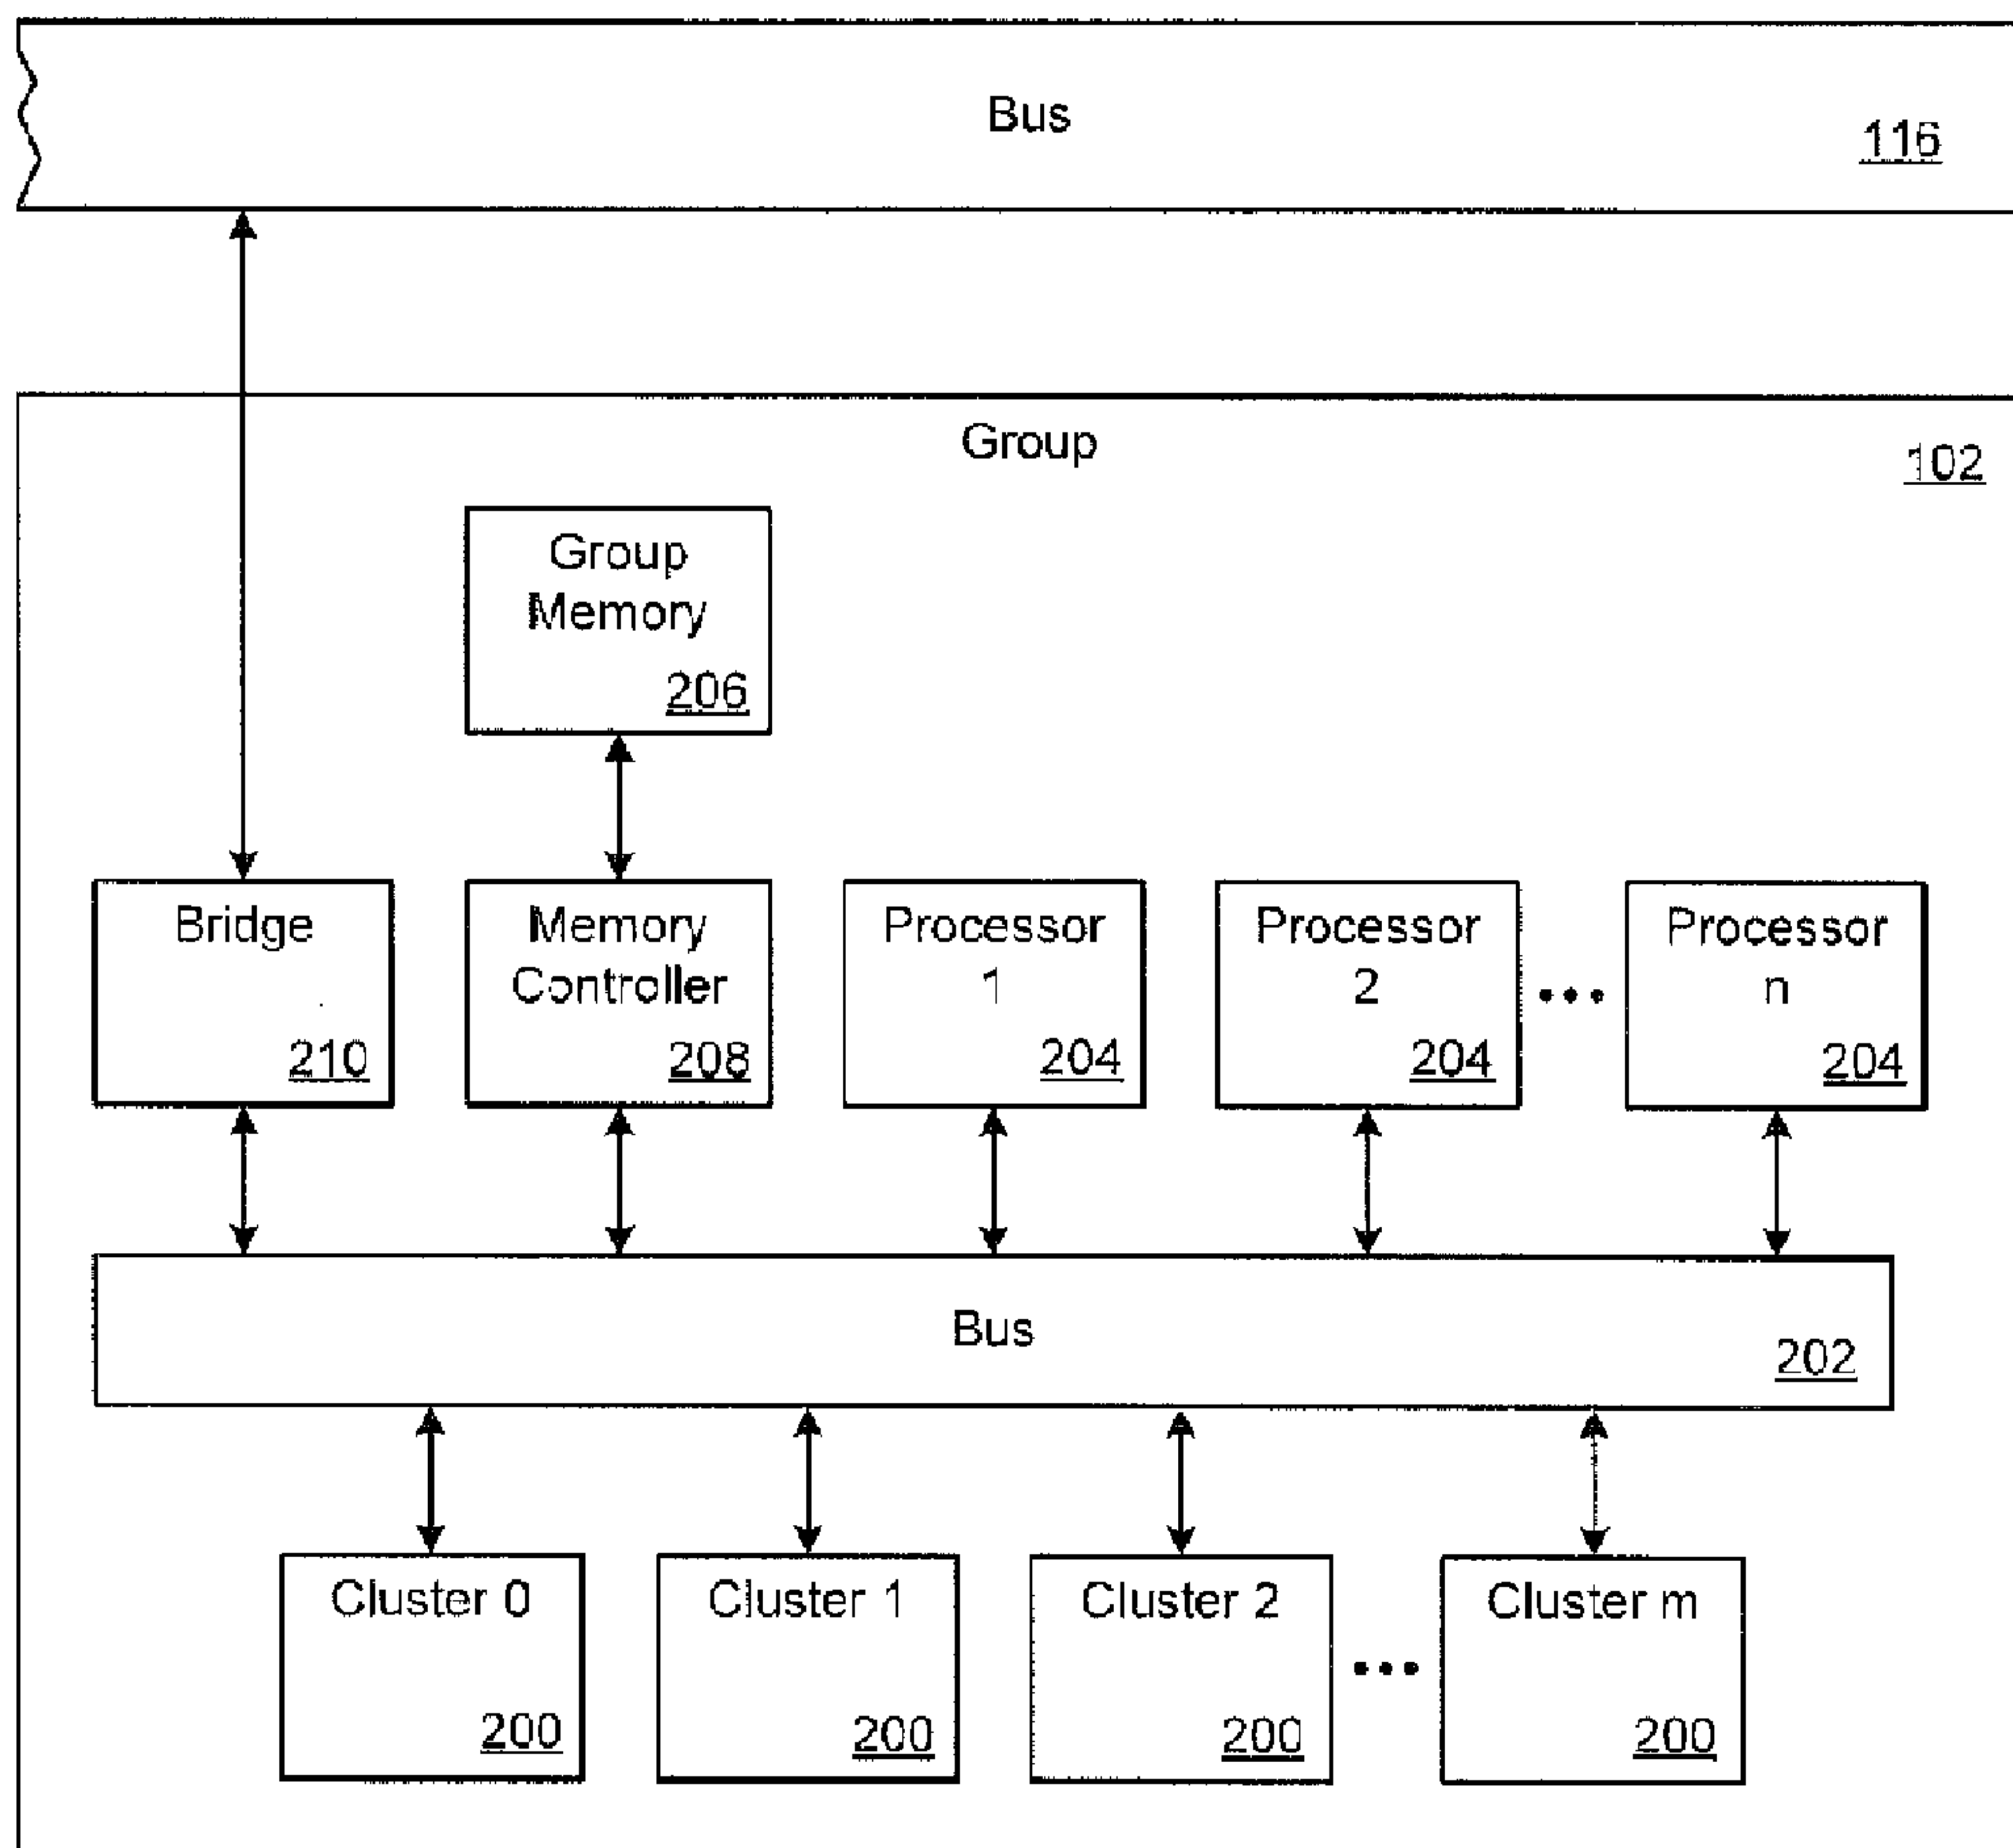 Bus
116
Group
102
Group
Memory
206
Bridge
210
Memory
Controller
208
Processor
1
204
Processor
2
204
Processor
n
204
Bus
202
Cluster 0
200
Cluster 1
200
Cluster 2
200
Cluster m
200